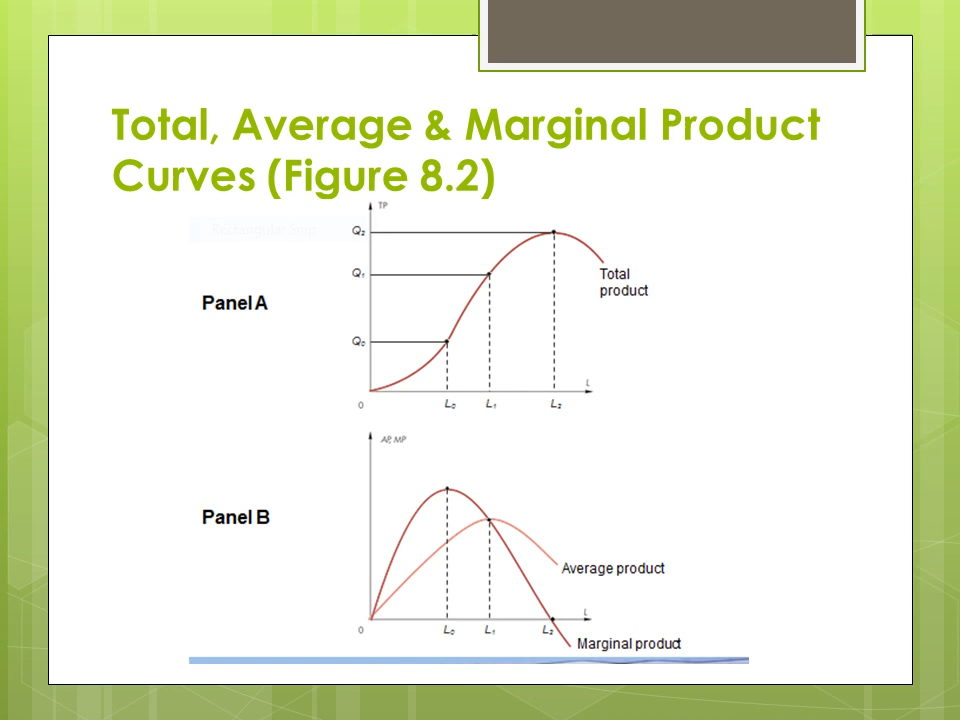 Total, Average & Marginal Product
Curves (Figure 8.2)
TP
Q₂
Q₁
Total
product
Panel A
Q₀
L
0
L₀
L₁
L₂
AP, MP
Panel B
Average product
L
0
L₀
L₁
L₂
Marginal product